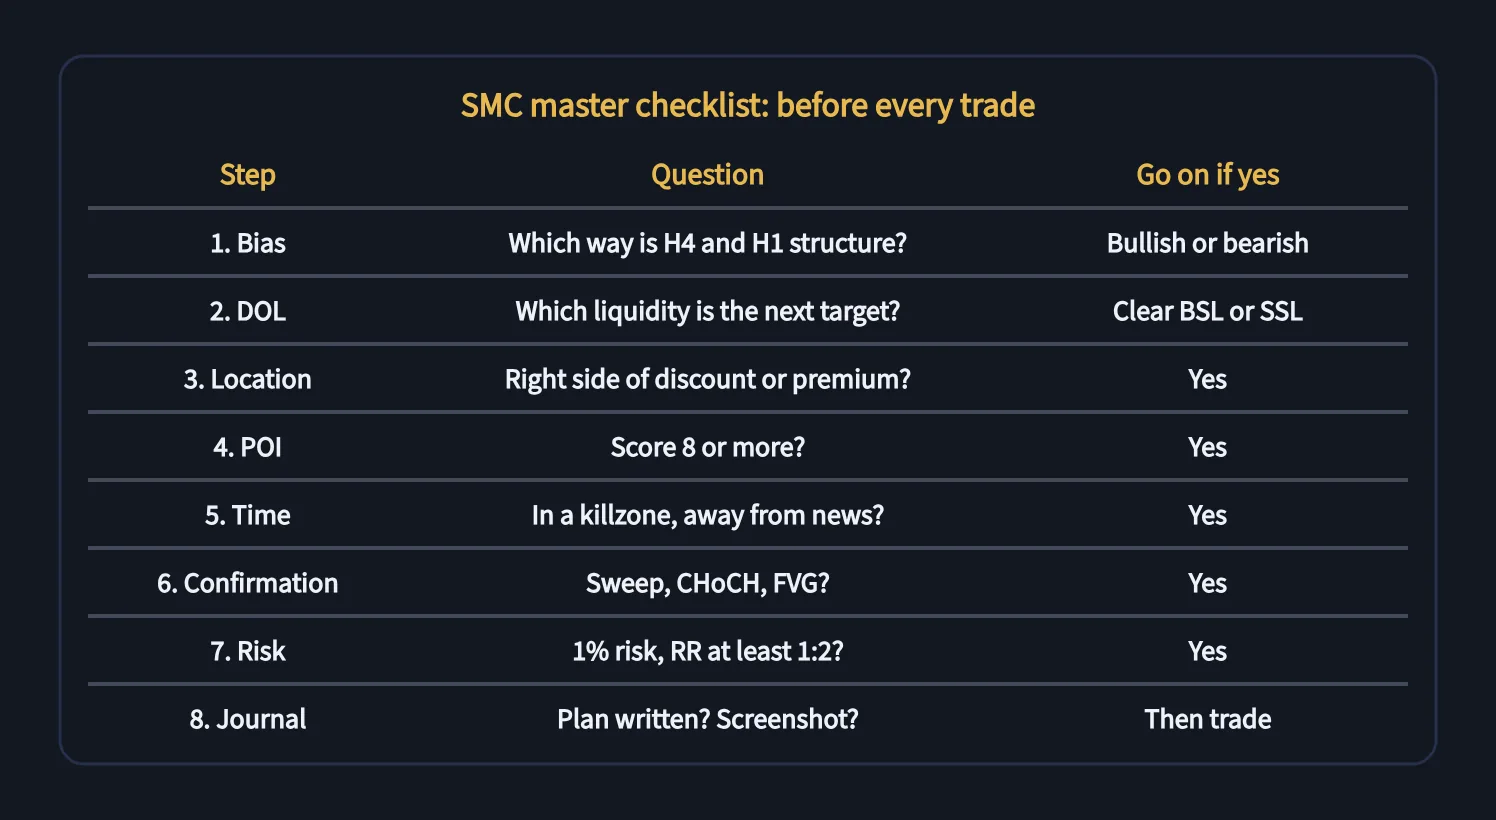 SMC master checklist: before every trade
Step Question Go on if yes
1. Bias Which way is H4 and H1 structure? Bullish or bearish
2. DOL Which liquidity is the next target? Clear BSL or SSL
3. Location Right side of discount or premium? Yes
4. POI Score 8 or more? Yes
5. Time In a killzone, away from news? Yes
6. Confirmation Sweep, CHoCH, FVG? Yes
7. Risk 1% risk, RR at least 1:2? Yes
8. Journal Plan written? Screenshot? Then trade